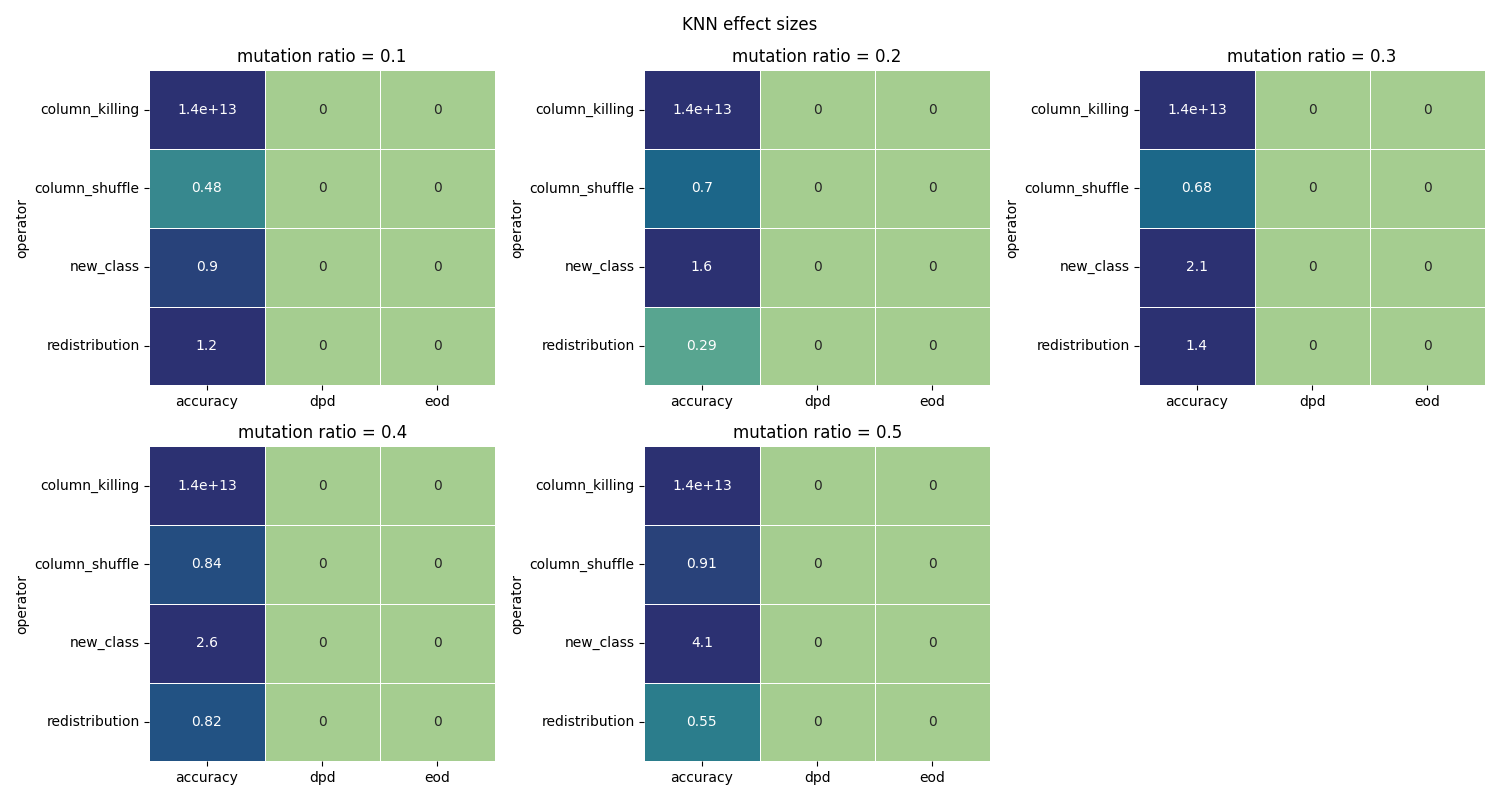 KNN effect sizes
mutation ratio = 0.1
column_killing 1.4e+13 0 0
column_shuffle 0.48 0 0
new_class 0.9 0 0
redistribution 1.2 0 0
operator
accuracy dpd eod
mutation ratio = 0.2
column_killing 1.4e+13 0 0
column_shuffle 0.7 0 0
new_class 1.6 0 0
redistribution 0.29 0 0
operator
accuracy dpd eod
mutation ratio = 0.3
column_killing 1.4e+13 0 0
column_shuffle 0.68 0 0
new_class 2.1 0 0
redistribution 1.4 0 0
operator
accuracy dpd eod
mutation ratio = 0.4
column_killing 1.4e+13 0 0
column_shuffle 0.84 0 0
new_class 2.6 0 0
redistribution 0.82 0 0
operator
accuracy dpd eod
mutation ratio = 0.5
column_killing 1.4e+13 0 0
column_shuffle 0.91 0 0
new_class 4.1 0 0
redistribution 0.55 0 0
operator
accuracy dpd eod